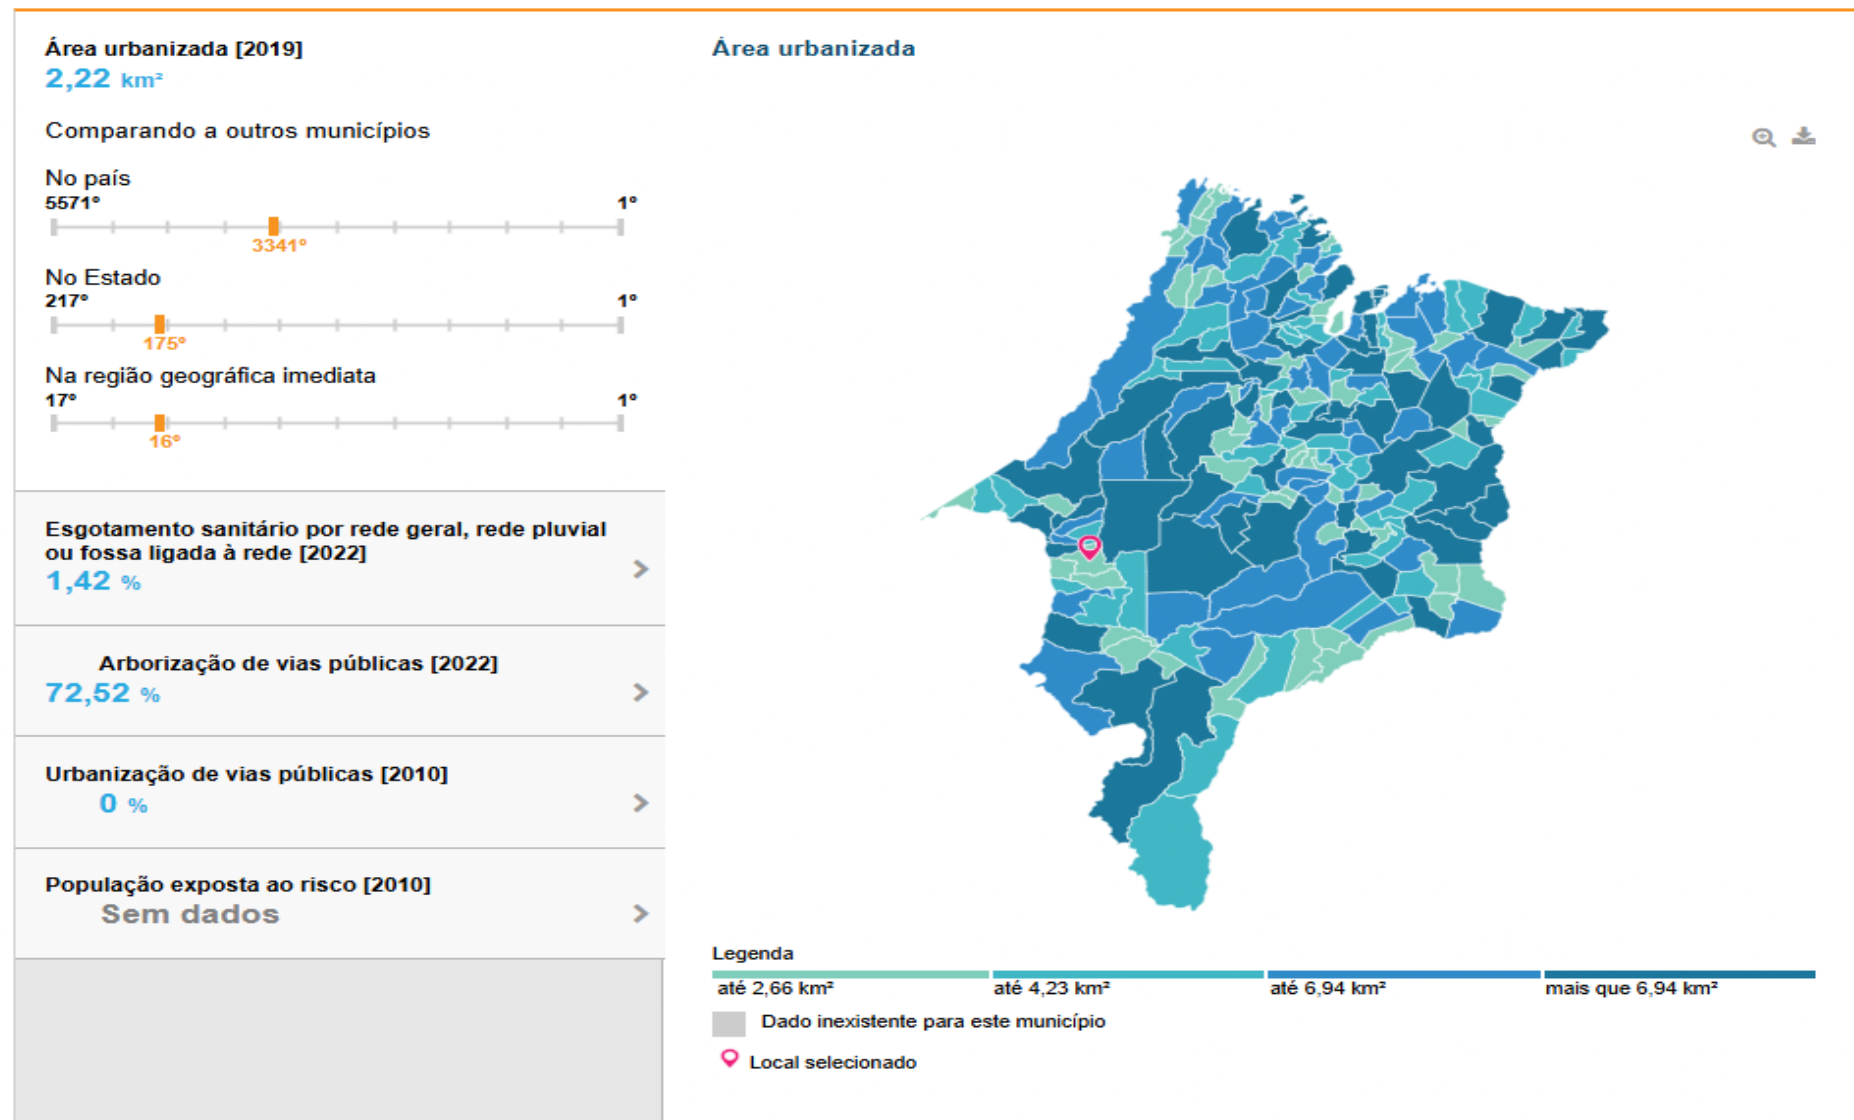 Área urbanizada [2019]
2,22 km²
Comparando a outros municípios
No país
5571° 1°
3341°
No Estado
217° 1°
175°
Na região geográfica imediata
17° 1°
16°
Esgotamento sanitário por rede geral, rede pluvial
ou fossa ligada à rede [2022]
1,42 %
Arborização de vias públicas [2022]
72,52 %
Urbanização de vias públicas [2010]
0 %
População exposta ao risco [2010]
Sem dados
Área urbanizada
Legenda
até 2,66 km² até 4,23 km² até 6,94 km² mais que 6,94 km²
Dado inexistente para este município
Local selecionado